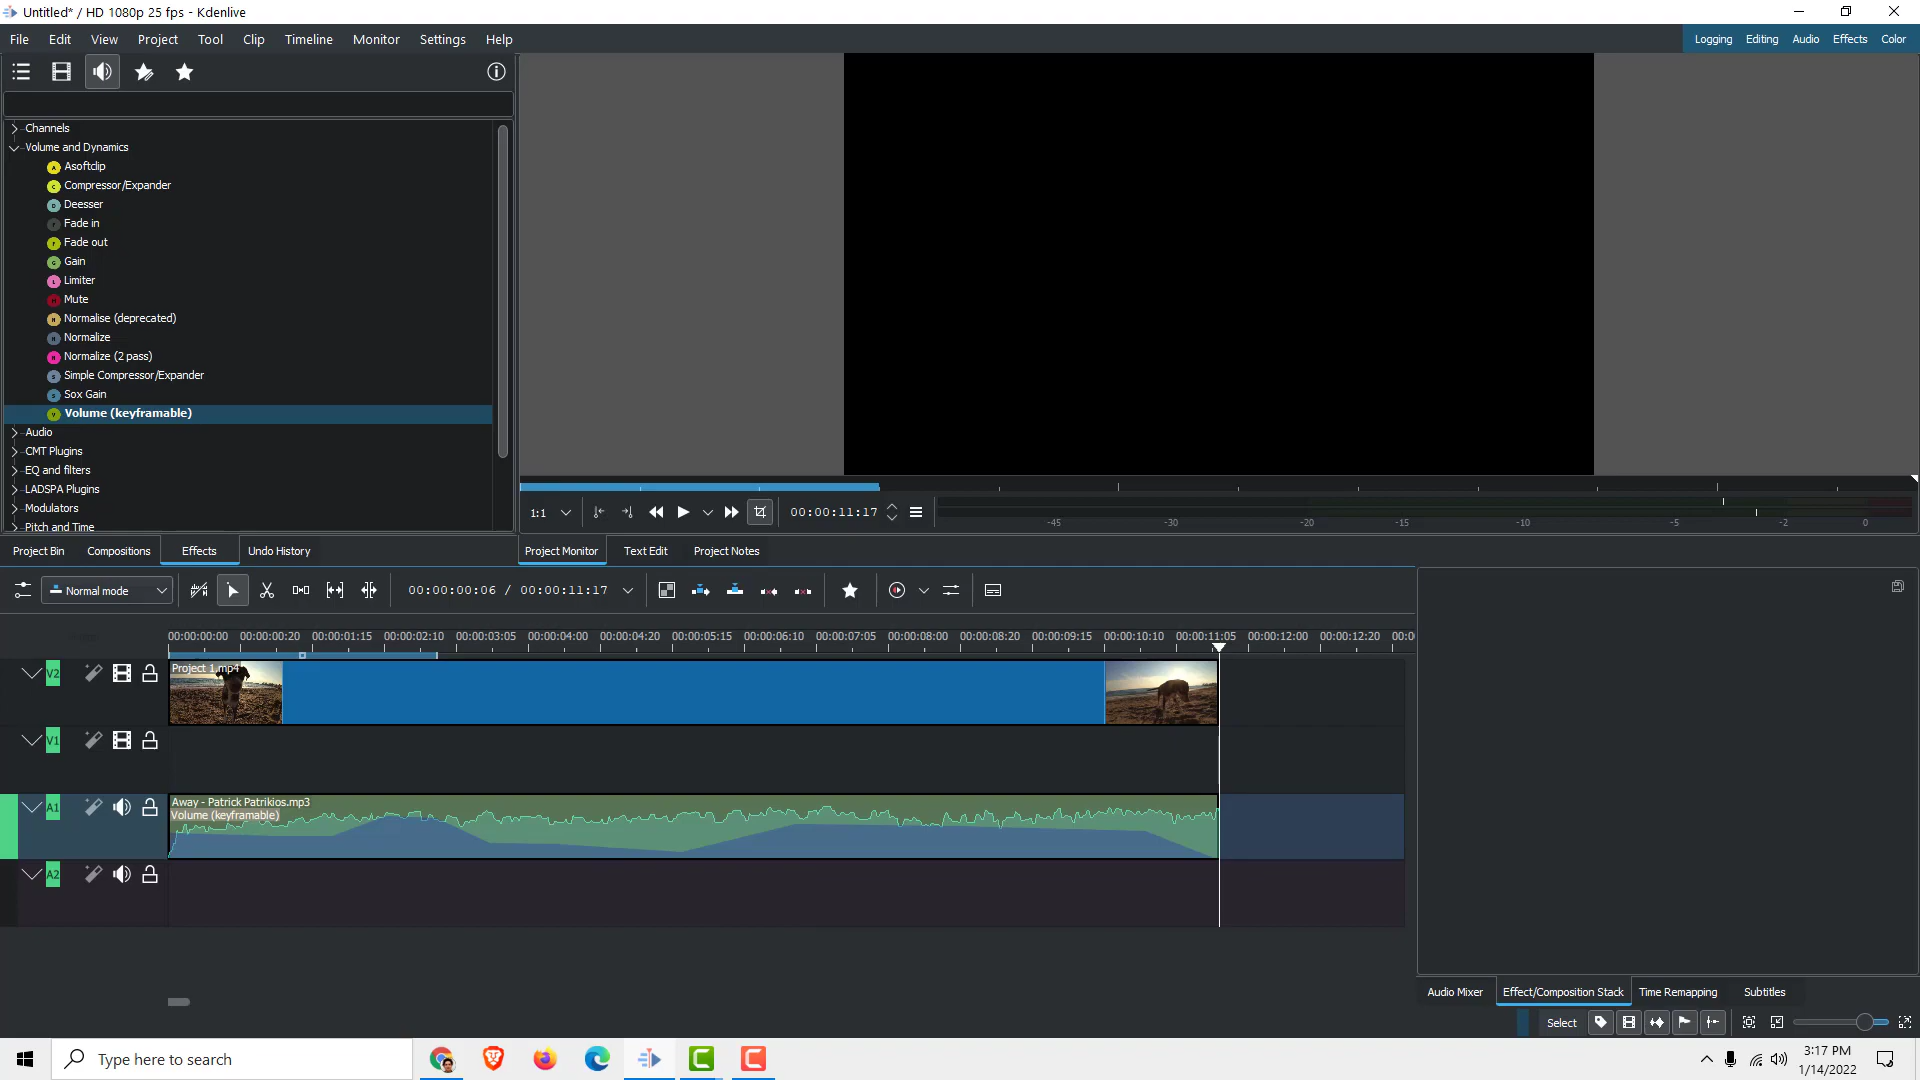 Untitled* / HD 1080p 25 fps - Kdenlive
File Edit View Project Tool Clip Timeline Monitor Settings Help
Logging Editing Audio Effects Color
Channels
Volume and Dynamics
Asoftclip
Compressor/Expander
Deesser
Fade in
Fade out
Gain
Limiter
Mute
Normalise (deprecated)
Normalize
Normalize (2 pass)
Simple Compressor/Expander
Sox Gain
Volume (keyframable)
Audio
CMT Plugins
EQ and filters
LADSPA Plugins
Modulators
Pitch and Time
1:1
00:00:11:17
-45 -30 -20 -15 -10 -5 -2 0
Project Bin Compositions Effects Undo History
Project Monitor Text Edit Project Notes
Normal mode
00:00:00:06 / 00:00:11:17
00:00:00:00 00:00:00:20 00:00:01:15 00:00:02:10 00:00:03:05 00:00:04:00 00:00:04:20 00:00:05:15 00:00:06:10 00:00:07:05 00:00:08:00 00:00:08:20 00:00:09:15 00:00:10:10 00:00:11:05 00:00:12:00 00:00:12:20 00:0
V2
Project 1.mp4
V1
A1
Away - Patrick Patrikios.mp3
Volume (keyframable)
A2
Audio Mixer Effect/Composition Stack Time Remapping Subtitles
Select
Type here to search
3:17 PM
1/14/2022